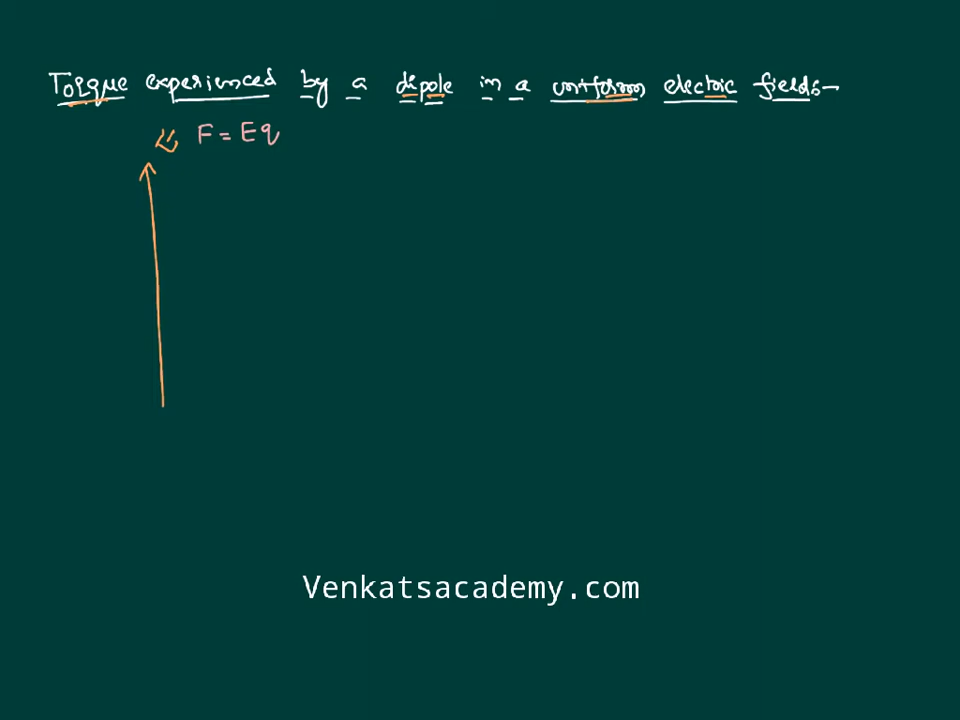 Torque experienced by a dipole in a uniform electric field:-
F = Eq
Venkatsacademy.com